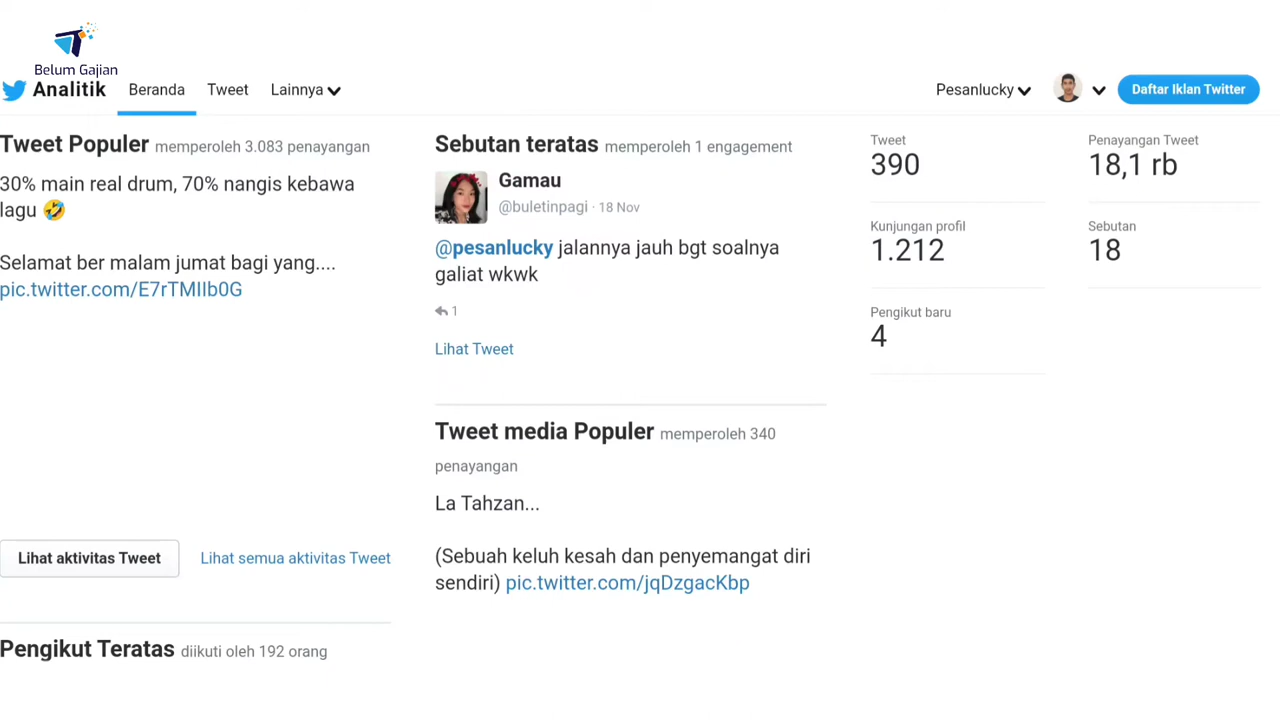 Belum Gajian
Analitik Beranda Tweet Lainnya Pesanlucky Daftar Iklan Twitter
Tweet Populer memperoleh 3.083 penayangan
30% main real drum, 70% nangis kebawa
lagu 🤣
Selamat ber malam jumat bagi yang....
pic.twitter.com/E7rTMIIb0G
Lihat aktivitas Tweet Lihat semua aktivitas Tweet
Pengikut Teratas diikuti oleh 192 orang
Sebutan teratas memperoleh 1 engagement
Gamau
@buletinpagi · 18 Nov
@pesanlucky jalannya jauh bgt soalnya
galiat wkwk
1
Lihat Tweet
Tweet media Populer memperoleh 340
penayangan
La Tahzan...
(Sebuah keluh kesah dan penyemangat diri
sendiri) pic.twitter.com/jqDzgacKbp
Tweet Penayangan Tweet
390 18,1 rb
Kunjungan profil Sebutan
1.212 18
Pengikut baru
4